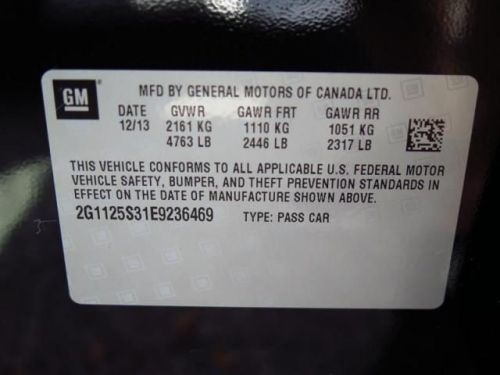 GM
MFD BY GENERAL MOTORS OF CANADA LTD.
DATE GVWR GAWR FRT GAWR RR
12/13 2161 KG 1110 KG 1051 KG
4763 LB 2446 LB 2317 LB
THIS VEHICLE CONFORMS TO ALL APPLICABLE U.S. FEDERAL MOTOR
VEHICLE SAFETY, BUMPER, AND THEFT PREVENTION STANDARDS IN
EFFECT ON THE DATE OF MANUFACTURE SHOWN ABOVE.
2G1125S31E9236469 TYPE: PASS CAR